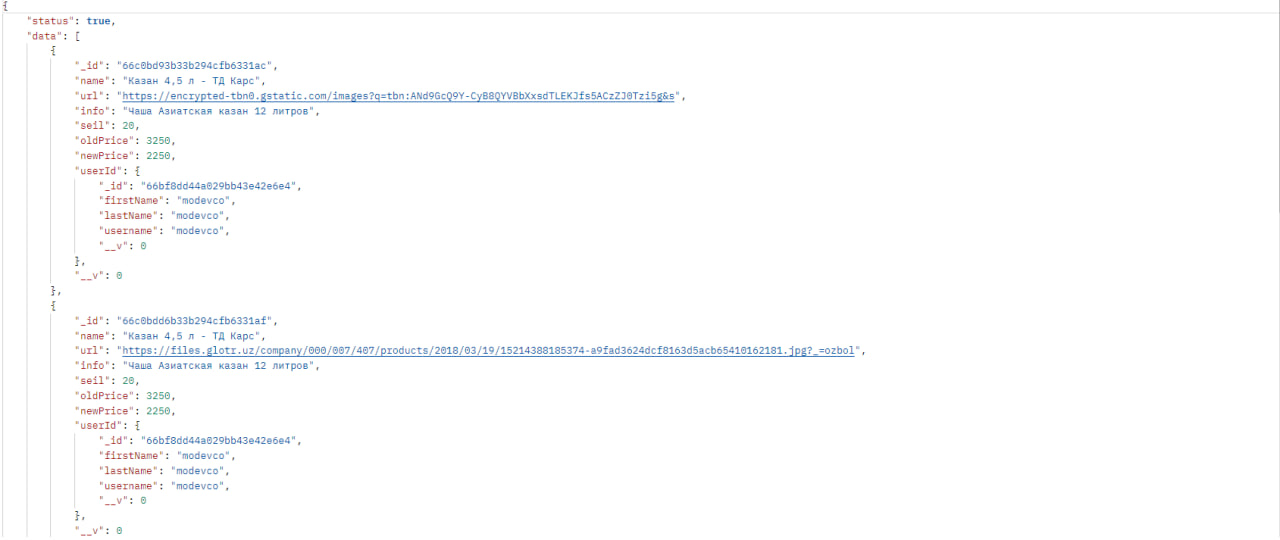 {
"status": true,
"data": [
{
"_id": "66c0bd93b33b294cfb6331ac",
"name": "Казан 4,5 л - ТД Карс",
"url": "https://encrypted-tbn0.gstatic.com/images?q=tbn:ANd9GcQ9Y-CyB8QYVBbXxsdTLEKJfs5ACzZJ0Tzi5g&s",
"info": "Чаша Азиатская казан 12 литров",
"seil": 20,
"oldPrice": 3250,
"newPrice": 2250,
"userId": {
"_id": "66bf8dd44a029bb43e42e6e4",
"firstName": "modevco",
"lastName": "modevco",
"username": "modevco",
"__v": 0
},
"__v": 0
},
{
"_id": "66c0bdd6b33b294cfb6331af",
"name": "Казан 4,5 л - ТД Карс",
"url": "https://files.glotr.uz/company/000/007/407/products/2018/03/19/15214388185374-a9fad3624dcf8163d5acb65410162181.jpg?_=ozbol",
"info": "Чаша Азиатская казан 12 литров",
"seil": 20,
"oldPrice": 3250,
"newPrice": 2250,
"userId": {
"_id": "66bf8dd44a029bb43e42e6e4",
"firstName": "modevco",
"lastName": "modevco",
"username": "modevco",
"__v": 0
},
"__v": 0